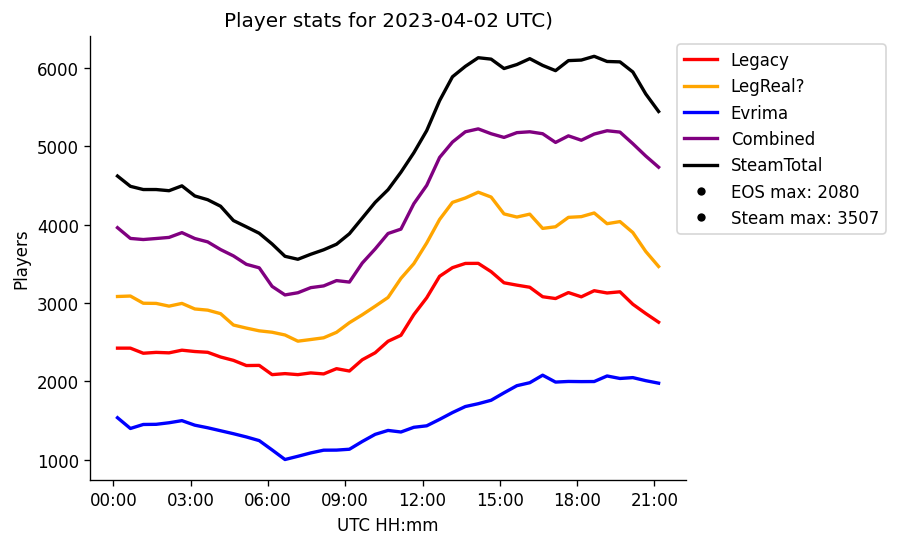 Player stats for 2023-04-02 UTC)
Players
6000
5000
4000
3000
2000
1000
00:00 03:00 06:00 09:00 12:00 15:00 18:00 21:00
UTC HH:mm
Legacy
LegReal?
Evrima
Combined
SteamTotal
EOS max: 2080
Steam max: 3507